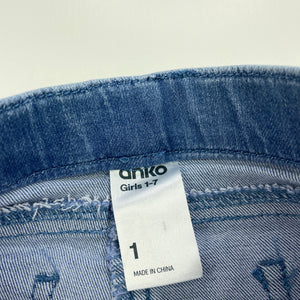 anko
Girls 1-7
1
MADE IN CHINA